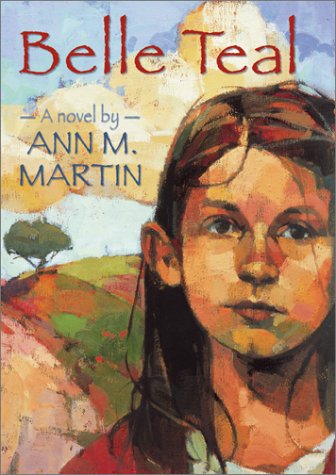 Belle Teal
— A novel by —
ANN M.
MARTIN